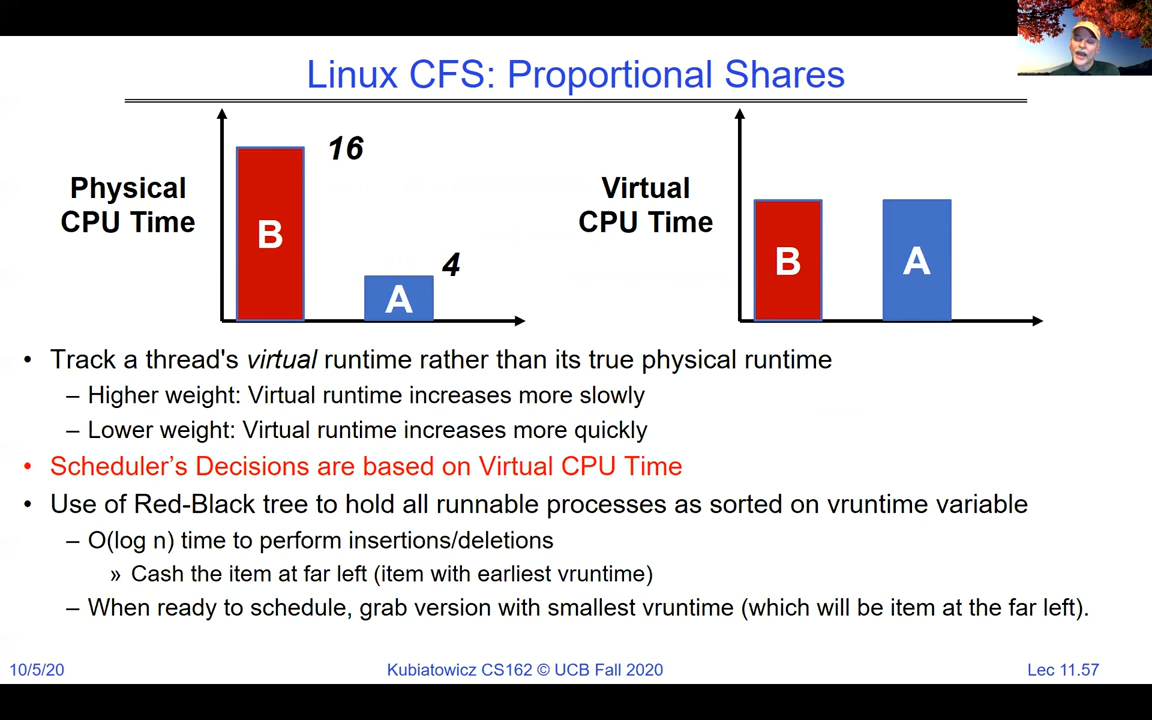 Linux CFS: Proportional Shares
16
Physical
CPU Time
B
4
A
Virtual
CPU Time
B
A
• Track a thread's virtual runtime rather than its true physical runtime
– Higher weight: Virtual runtime increases more slowly
– Lower weight: Virtual runtime increases more quickly
• Scheduler's Decisions are based on Virtual CPU Time
• Use of Red-Black tree to hold all runnable processes as sorted on vruntime variable
– O(log n) time to perform insertions/deletions
» Cash the item at far left (item with earliest vruntime)
– When ready to schedule, grab version with smallest vruntime (which will be item at the far left).
10/5/20
Kubiatowicz CS162 © UCB Fall 2020
Lec 11.57